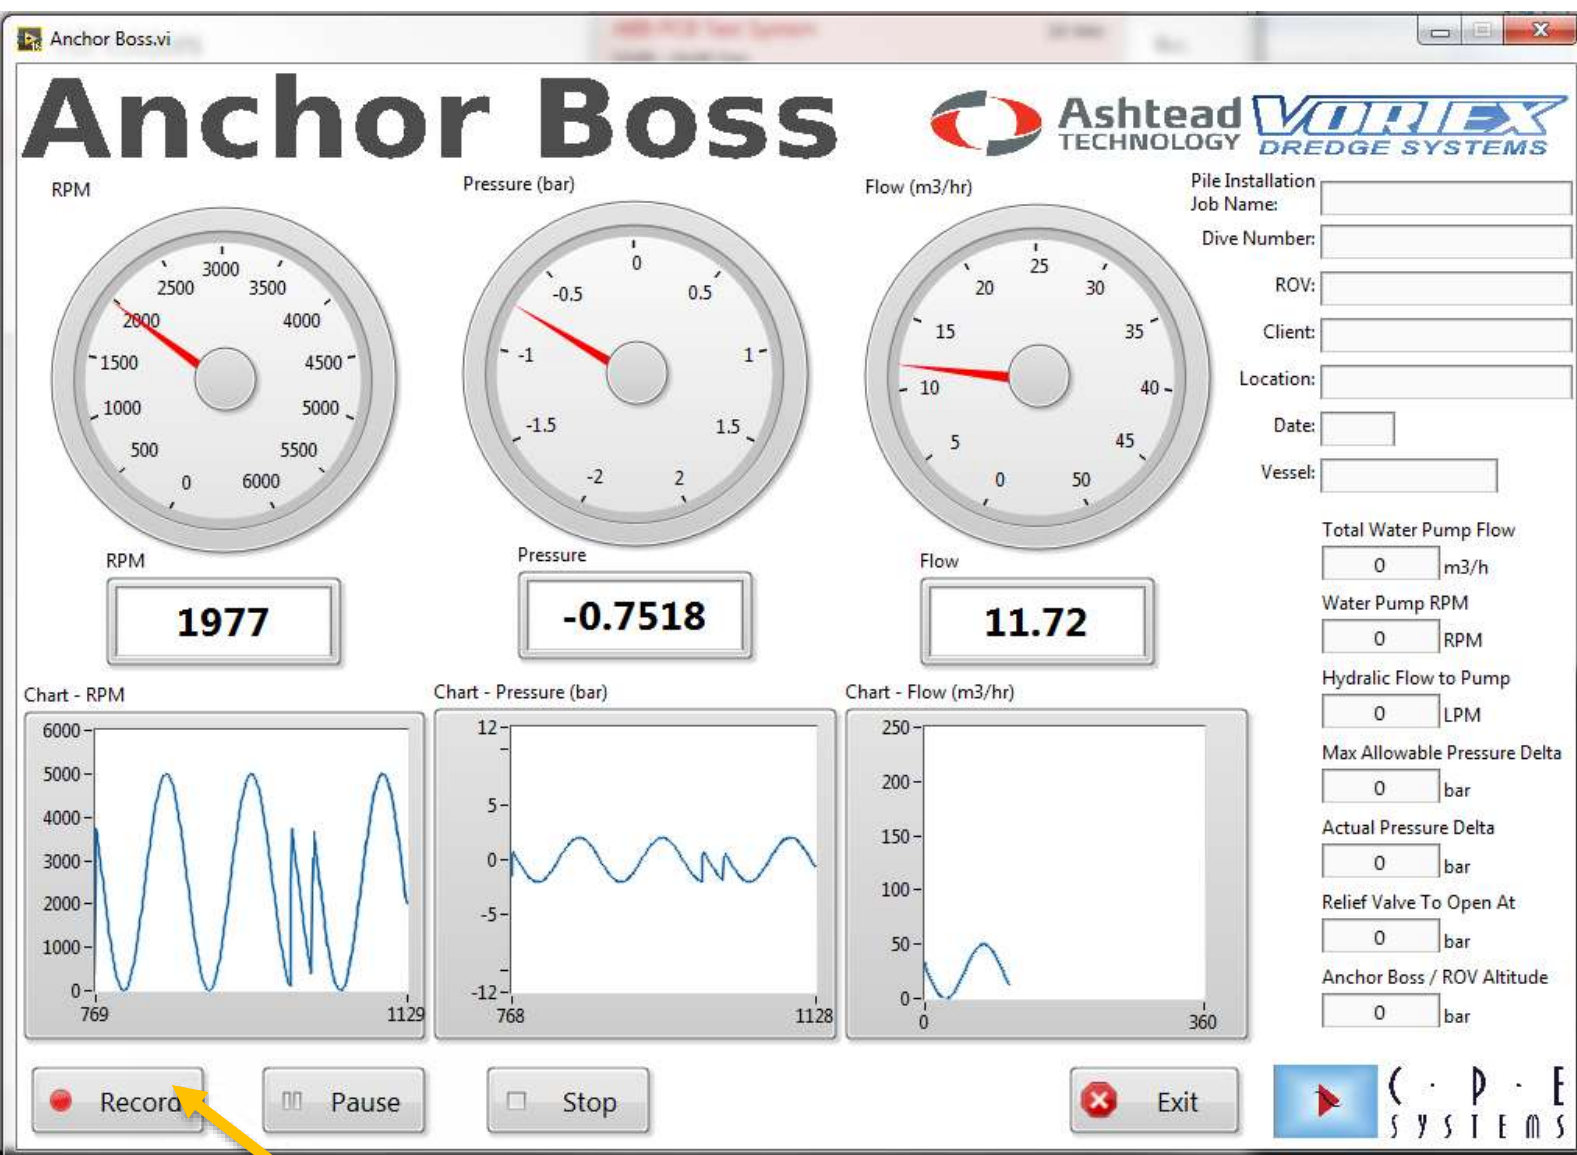 Anchor Boss.vi
Anchor Boss
Ashtead
TECHNOLOGY
VORTEX
DREDGE SYSTEMS
RPM
0
500
1000
1500
2000
2500
3000
3500
4000
4500
5000
5500
6000
RPM
1977
Pressure (bar)
-2
-1.5
-1
-0.5
0
0.5
1
1.5
2
Pressure
-0.7518
Flow (m3/hr)
0
5
10
15
20
25
30
35
40
45
50
Flow
11.72
Pile Installation
Job Name:
Dive Number:
ROV:
Client:
Location:
Date:
Vessel:
Total Water Pump Flow
0 m3/h
Water Pump RPM
0 RPM
Hydralic Flow to Pump
0 LPM
Max Allowable Pressure Delta
0 bar
Actual Pressure Delta
0 bar
Relief Valve To Open At
0 bar
Anchor Boss / ROV Altitude
0 bar
Chart - RPM
6000
5000
4000
3000
2000
1000
0
769 1129
Chart - Pressure (bar)
12
5
0
-5
-12
768 1128
Chart - Flow (m3/hr)
250
200
150
100
50
0
0 360
Record
Pause
Stop
Exit
C · P · E
SYSTEMS